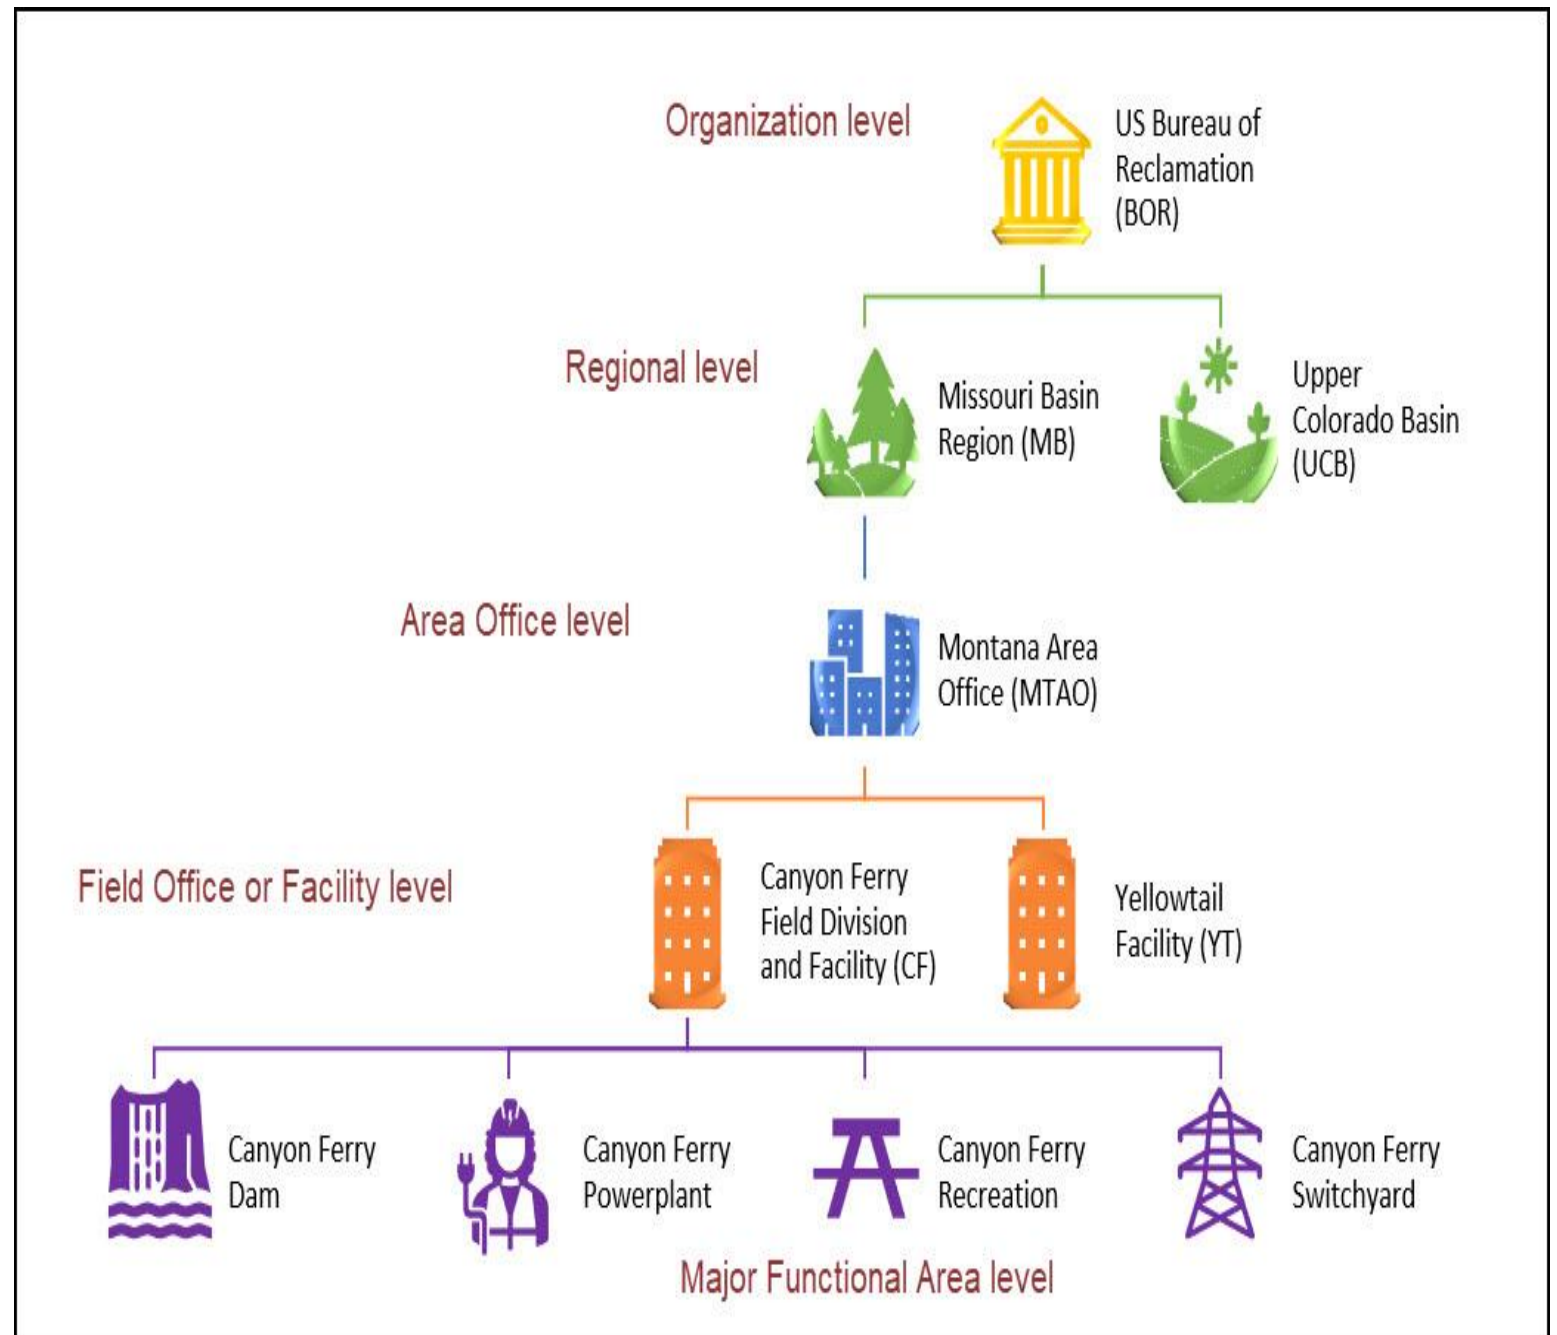 Organization level
US Bureau of
Reclamation
(BOR)
Regional level
Missouri Basin
Region (MB)
Upper
Colorado Basin
(UCB)
Area Office level
Montana Area
Office (MTAO)
Field Office or Facility level
Canyon Ferry
Field Division
and Facility (CF)
Yellowtail
Facility (YT)
Canyon Ferry
Dam
Canyon Ferry
Powerplant
Canyon Ferry
Recreation
Canyon Ferry
Switchyard
Major Functional Area level